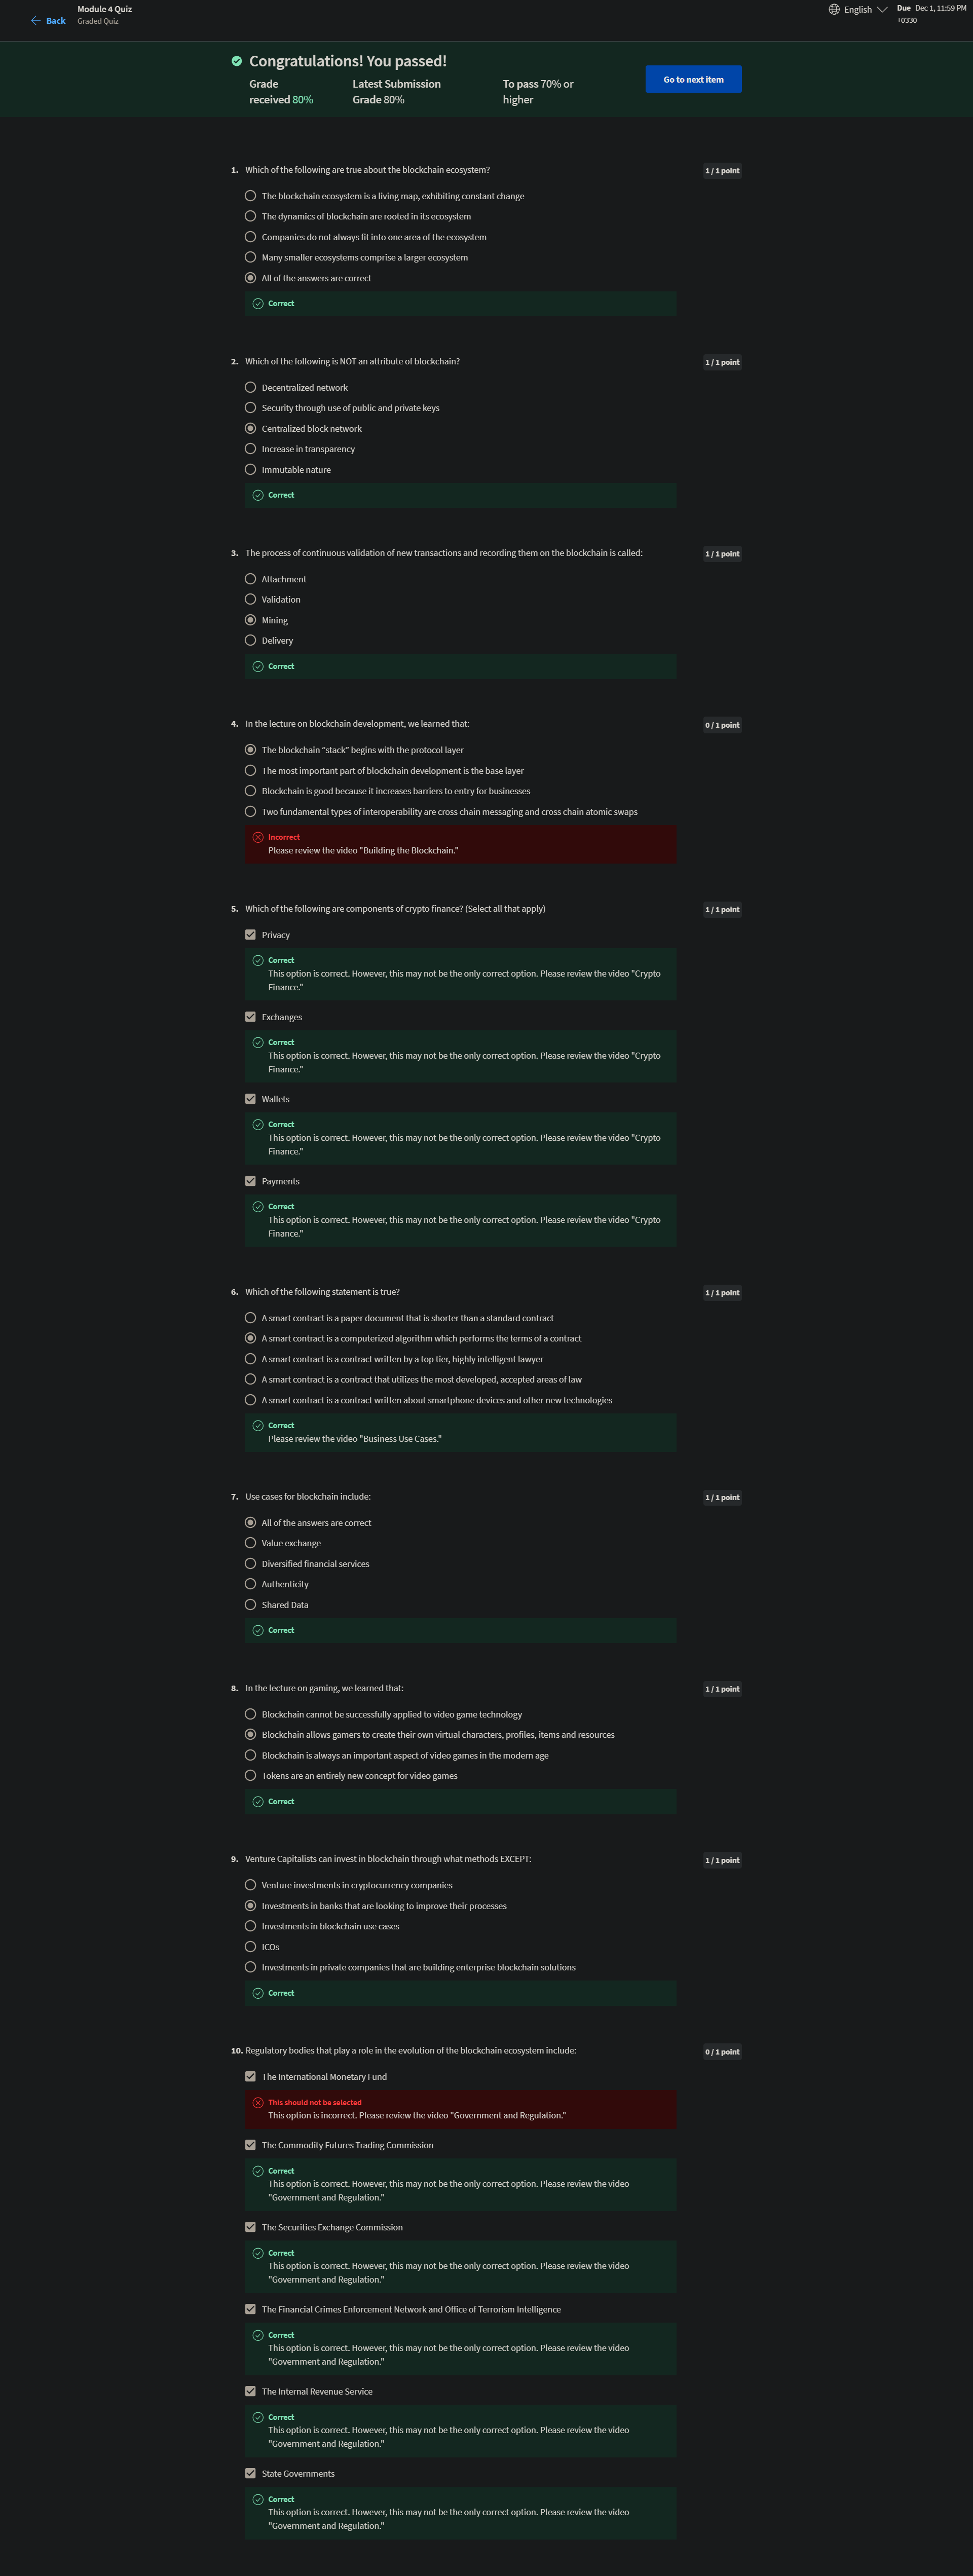 Back
Module 4 Quiz
Graded Quiz
English
Due Dec 1, 11:59 PM
+0330
Congratulations! You passed!
Grade
received 80%
Latest Submission
Grade 80%
To pass 70% or
higher
Go to next item
1. Which of the following are true about the blockchain ecosystem?
1 / 1 point
The blockchain ecosystem is a living map, exhibiting constant change
The dynamics of blockchain are rooted in its ecosystem
Companies do not always fit into one area of the ecosystem
Many smaller ecosystems comprise a larger ecosystem
All of the answers are correct
Correct
2. Which of the following is NOT an attribute of blockchain?
1 / 1 point
Decentralized network
Security through use of public and private keys
Centralized block network
Increase in transparency
Immutable nature
Correct
3. The process of continuous validation of new transactions and recording them on the blockchain is called:
1 / 1 point
Attachment
Validation
Mining
Delivery
Correct
4. In the lecture on blockchain development, we learned that:
0 / 1 point
The blockchain “stack” begins with the protocol layer
The most important part of blockchain development is the base layer
Blockchain is good because it increases barriers to entry for businesses
Two fundamental types of interoperability are cross chain messaging and cross chain atomic swaps
Incorrect
Please review the video "Building the Blockchain."
5. Which of the following are components of crypto finance? (Select all that apply)
1 / 1 point
Privacy
Correct
This option is correct. However, this may not be the only correct option. Please review the video "Crypto
Finance."
Exchanges
Correct
This option is correct. However, this may not be the only correct option. Please review the video "Crypto
Finance."
Wallets
Correct
This option is correct. However, this may not be the only correct option. Please review the video "Crypto
Finance."
Payments
Correct
This option is correct. However, this may not be the only correct option. Please review the video "Crypto
Finance."
6. Which of the following statement is true?
1 / 1 point
A smart contract is a paper document that is shorter than a standard contract
A smart contract is a computerized algorithm which performs the terms of a contract
A smart contract is a contract written by a top tier, highly intelligent lawyer
A smart contract is a contract that utilizes the most developed, accepted areas of law
A smart contract is a contract written about smartphone devices and other new technologies
Correct
Please review the video "Business Use Cases."
7. Use cases for blockchain include:
1 / 1 point
All of the answers are correct
Value exchange
Diversified financial services
Authenticity
Shared Data
Correct
8. In the lecture on gaming, we learned that:
1 / 1 point
Blockchain cannot be successfully applied to video game technology
Blockchain allows gamers to create their own virtual characters, profiles, items and resources
Blockchain is always an important aspect of video games in the modern age
Tokens are an entirely new concept for video games
Correct
9. Venture Capitalists can invest in blockchain through what methods EXCEPT:
1 / 1 point
Venture investments in cryptocurrency companies
Investments in banks that are looking to improve their processes
Investments in blockchain use cases
ICOs
Investments in private companies that are building enterprise blockchain solutions
Correct
10. Regulatory bodies that play a role in the evolution of the blockchain ecosystem include:
0 / 1 point
The International Monetary Fund
This should not be selected
This option is incorrect. Please review the video "Government and Regulation."
The Commodity Futures Trading Commission
Correct
This option is correct. However, this may not be the only correct option. Please review the video
"Government and Regulation."
The Securities Exchange Commission
Correct
This option is correct. However, this may not be the only correct option. Please review the video
"Government and Regulation."
The Financial Crimes Enforcement Network and Office of Terrorism Intelligence
Correct
This option is correct. However, this may not be the only correct option. Please review the video
"Government and Regulation."
The Internal Revenue Service
Correct
This option is correct. However, this may not be the only correct option. Please review the video
"Government and Regulation."
State Governments
Correct
This option is correct. However, this may not be the only correct option. Please review the video
"Government and Regulation."